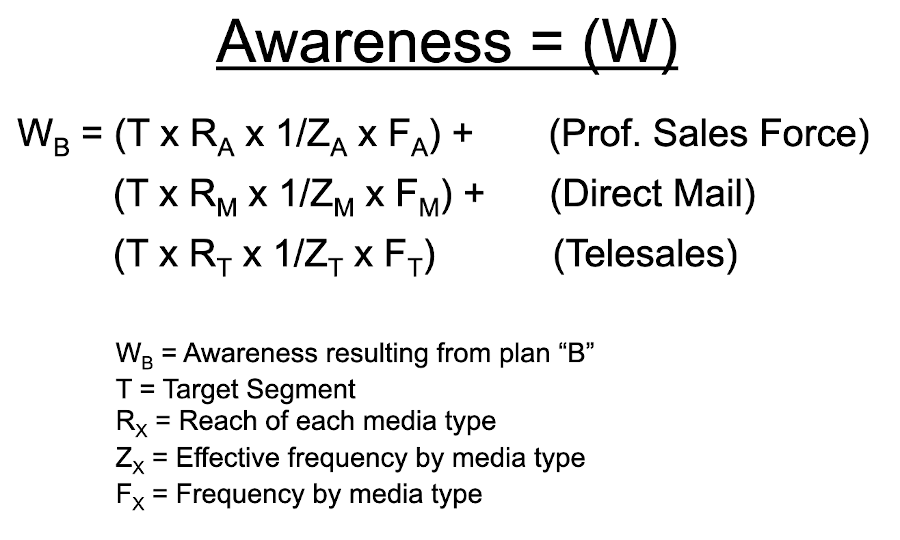 Awareness = (W)
W_B = (T x R_A x 1/Z_A x F_A) + (Prof. Sales Force)
(T x R_M x 1/Z_M x F_M) + (Direct Mail)
(T x R_T x 1/Z_T x F_T) (Telesales)
W_B = Awareness resulting from plan “B”
T = Target Segment
R_X = Reach of each media type
Z_X = Effective frequency by media type
F_X = Frequency by media type